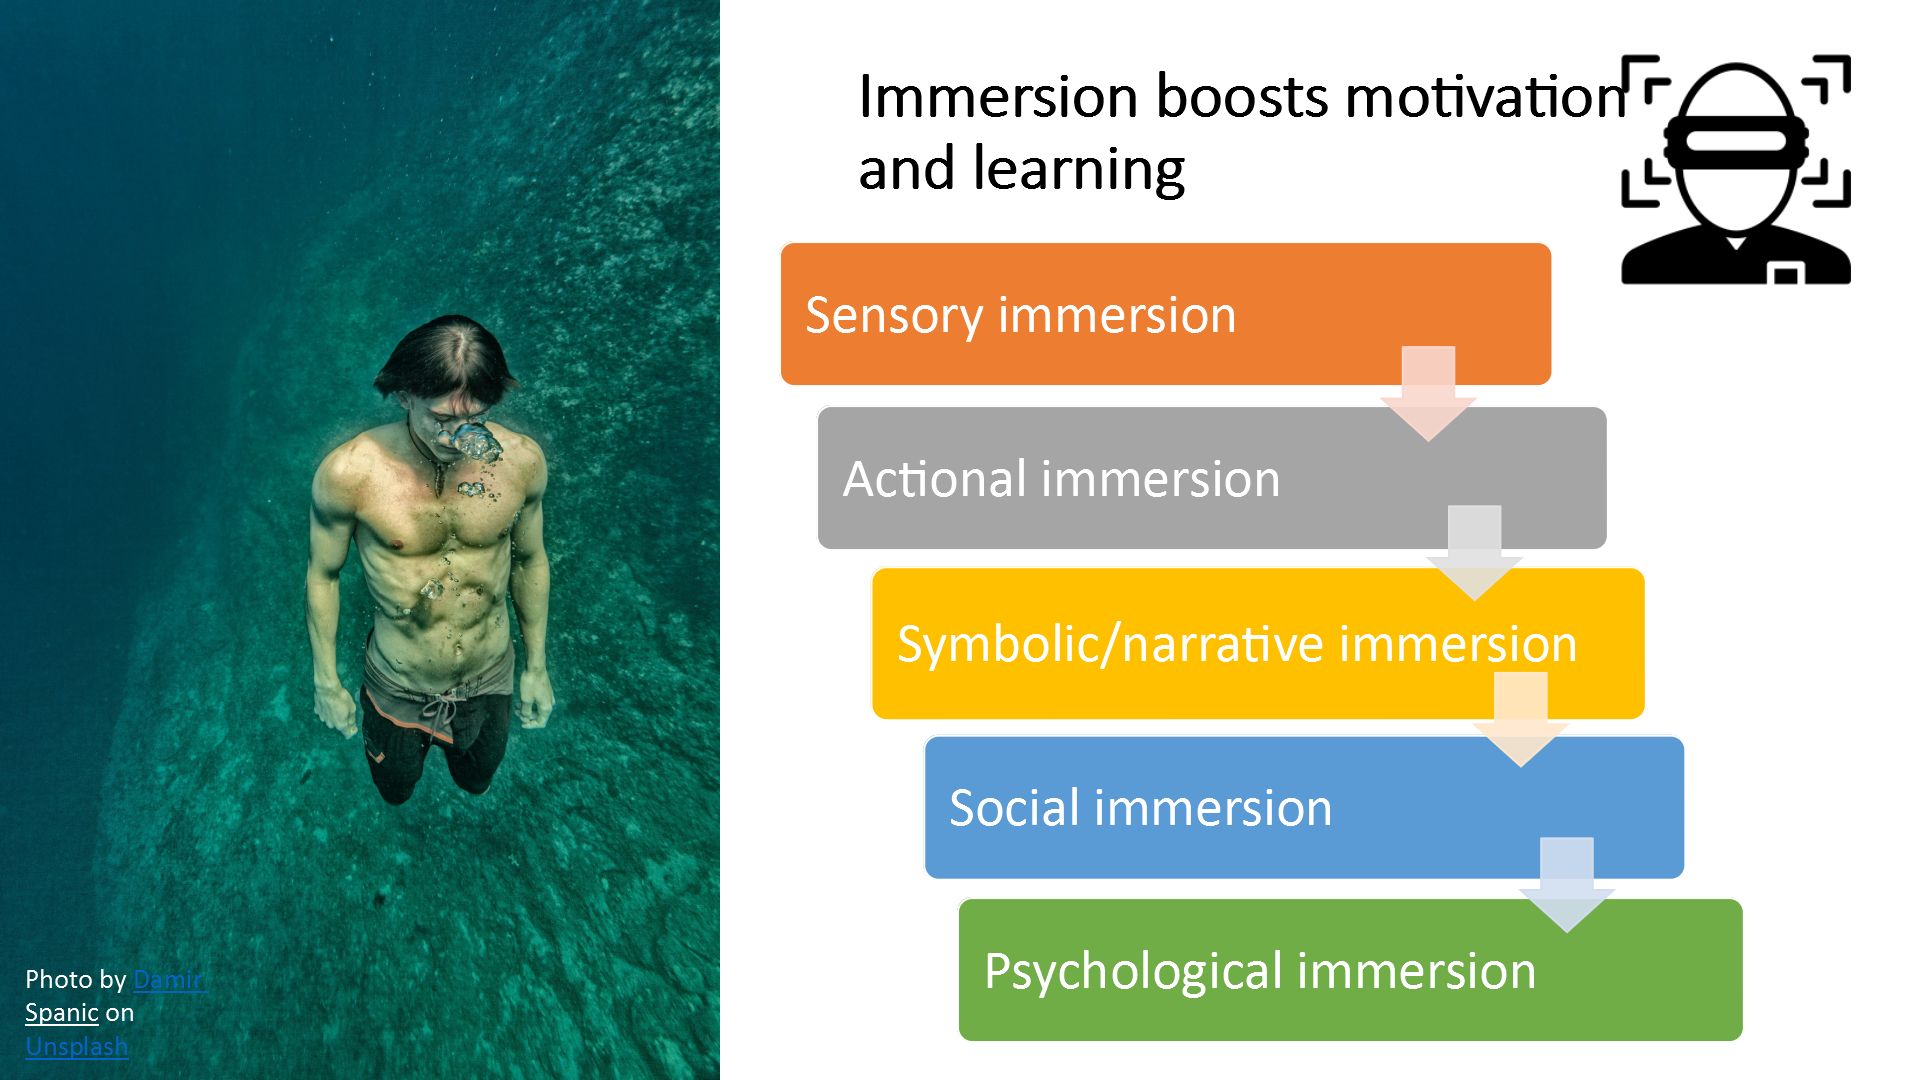 Immersion boosts motivation
and learning
Sensory immersion
Actional immersion
Symbolic/narrative immersion
Social immersion
Psychological immersion
Photo by Damir
Spanic on
Unsplash